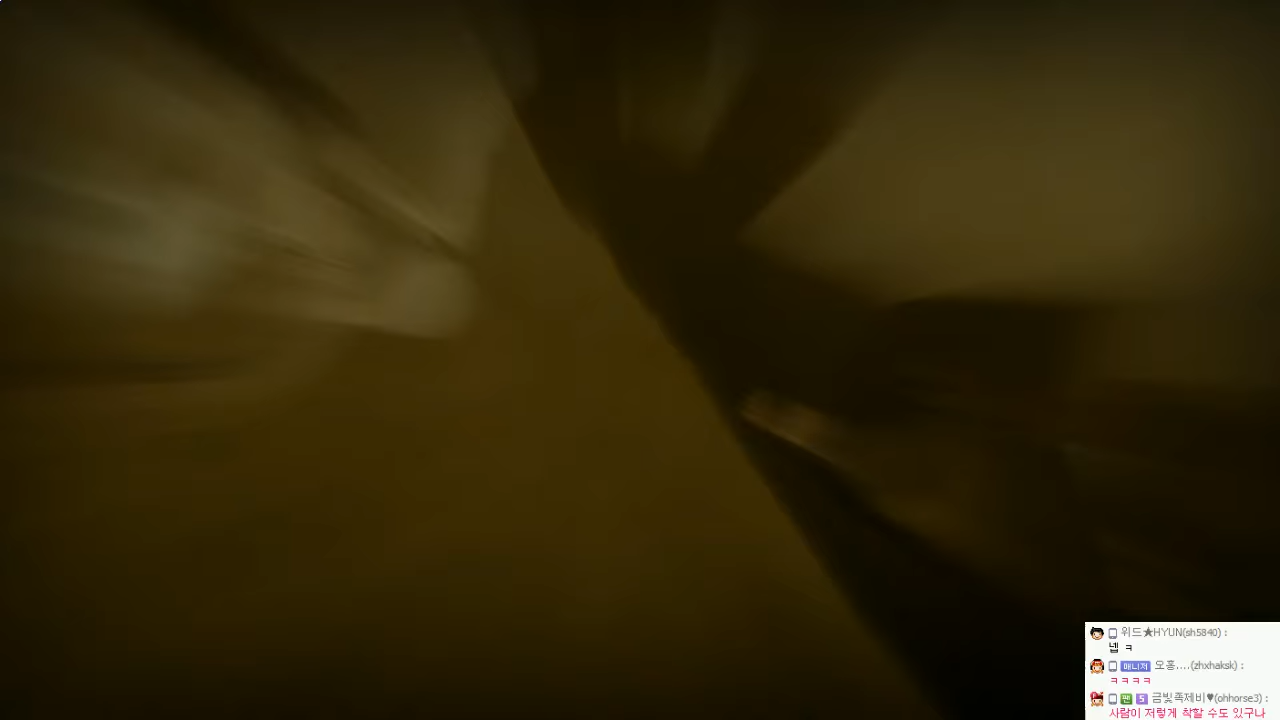 위드★HYUN(sh5840) :
넵 ㅋ
매니저 오홍....(zhxhaksk) :
ㅋㅋㅋㅋ
팬 5 금빛족제비♥(ohhorse3) :
사람이 저렇게 착할 수도 있구나